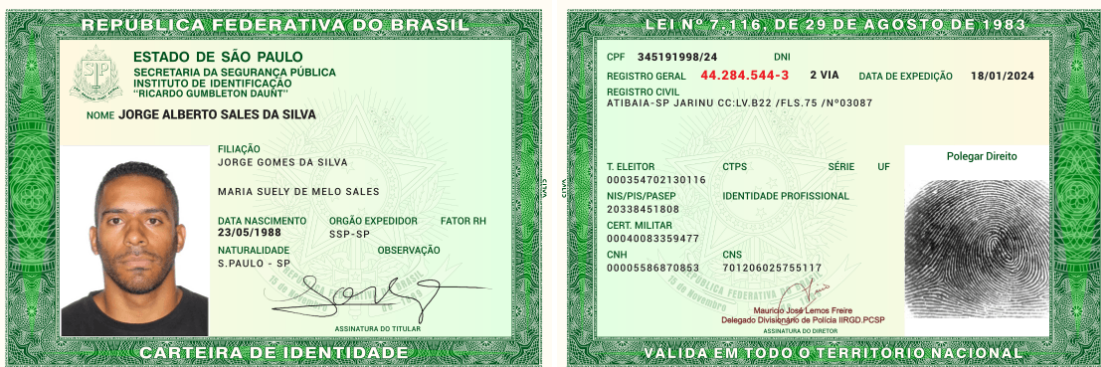 REPÚBLICA FEDERATIVA DO BRASIL
ESTADO DE SÃO PAULO
SECRETARIA DA SEGURANÇA PÚBLICA
INSTITUTO DE IDENTIFICAÇÃO
"RICARDO GUMBLETON DAUNT"
NOME JORGE ALBERTO SALES DA SILVA
FILIAÇÃO
JORGE GOMES DA SILVA
MARIA SUELY DE MELO SALES
DATA NASCIMENTO ORGÃO EXPEDIDOR FATOR RH
23/05/1988 SSP-SP
NATURALIDADE OBSERVAÇÃO
S.PAULO - SP
ASSINATURA DO TITULAR
CARTEIRA DE IDENTIDADE
LEI Nº 7.116, DE 29 DE AGOSTO DE 1983
CPF 345191998/24 DNI
REGISTRO GERAL 44.284.544-3 2 VIA DATA DE EXPEDIÇÃO 18/01/2024
REGISTRO CIVIL
ATIBAIA-SP JARINU CC:LV.B22 /FLS.75 /Nº03087
Polegar Direito
T. ELEITOR CTPS SÉRIE UF
000354702130116
NIS/PIS/PASEP IDENTIDADE PROFISSIONAL
20338451808
CERT. MILITAR
00040083359477
CNH CNS
00005586870853 701206025755117
Mauricio José Lemos Freire
Delegado Divisionário de Polícia IIRGD.PCSP
ASSINATURA DO DIRETOR
VÁLIDA EM TODO O TERRITÓRIO NACIONAL